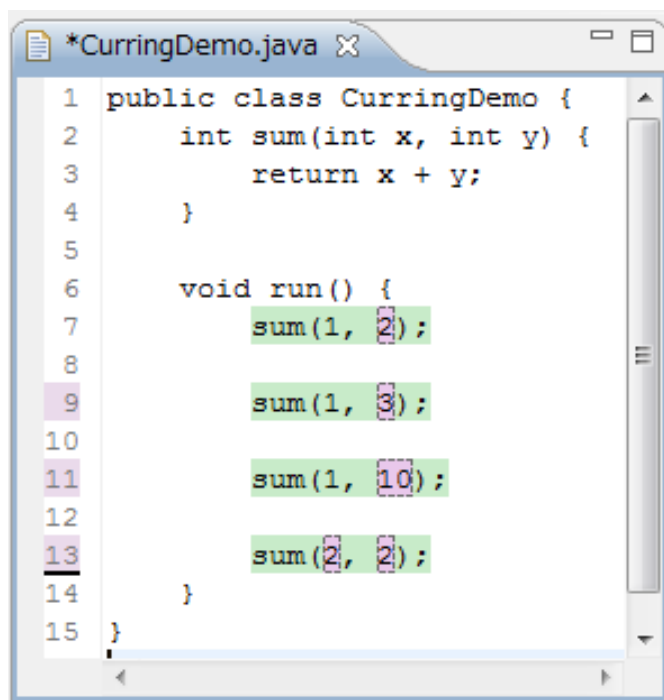 *CurringDemo.java
1 public class CurringDemo {
2     int sum(int x, int y) {
3         return x + y;
4     }
5
6     void run() {
7         sum(1, 2);
8
9         sum(1, 3);
10
11         sum(1, 10);
12
13         sum(2, 2);
14     }
15 }